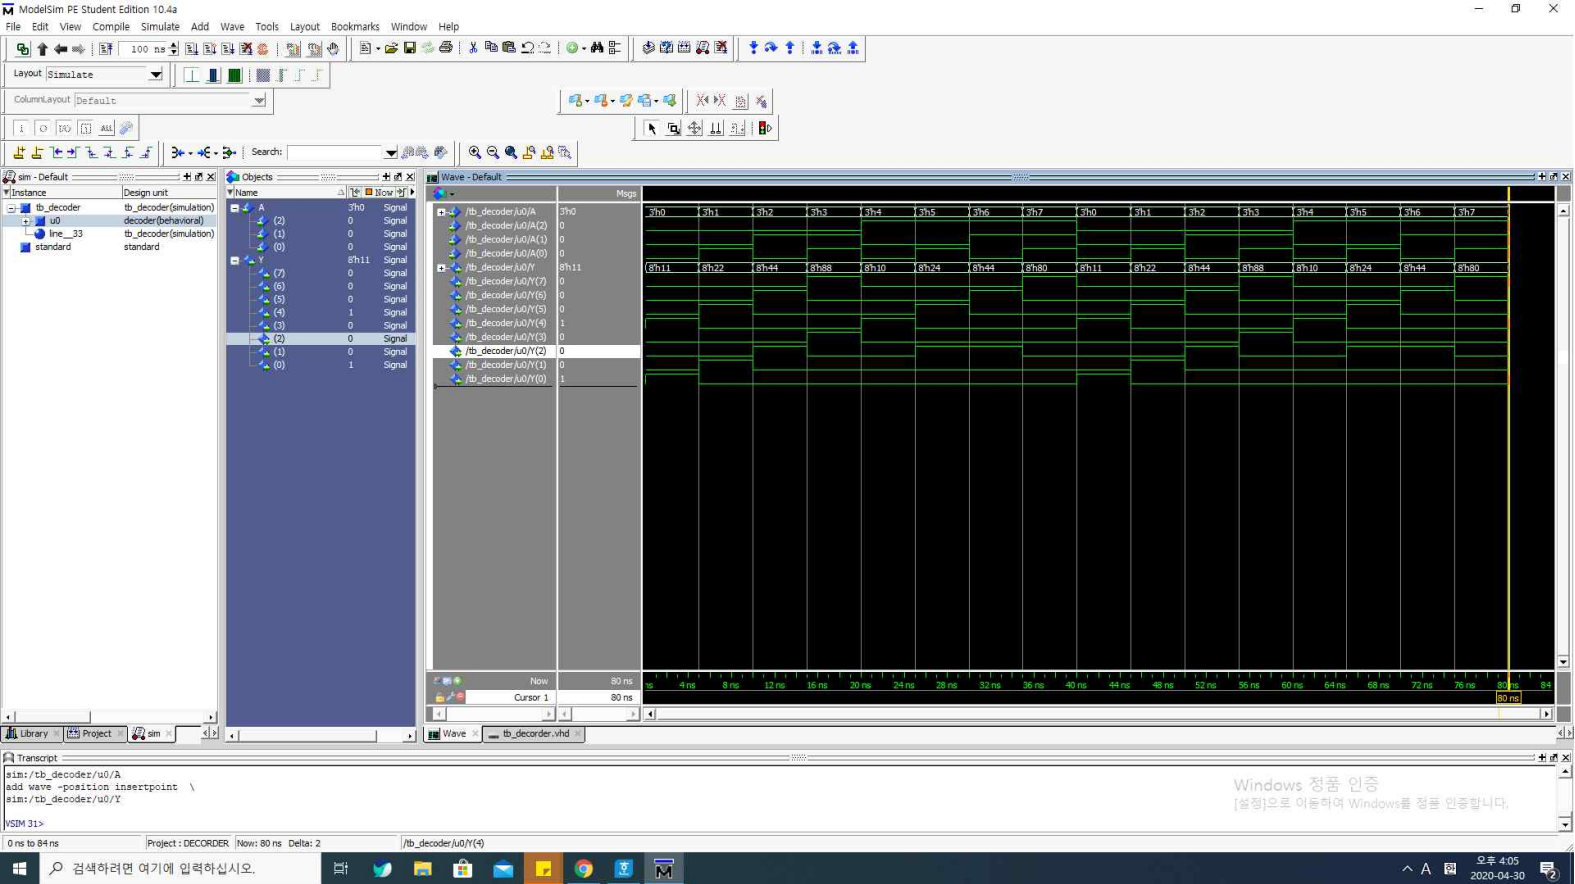 ModelSim PE Student Edition 10.4a
File Edit View Compile Simulate Add Wave Tools Layout Bookmarks Window Help
100 ns
Layout Simulate
ColumnLayout Default
ALL
Search:
sim - Default
Instance Design unit
tb_decoder tb_decoder(simulation)
u0 decoder(behavioral)
line__33 tb_decoder(simulation)
standard standard
Objects
Name Now
A 3'h0 Signal
(2) 0 Signal
(1) 0 Signal
(0) 0 Signal
Y 8'h11 Signal
(7) 0 Signal
(6) 0 Signal
(5) 0 Signal
(4) 1 Signal
(3) 0 Signal
(2) 0 Signal
(1) 0 Signal
(0) 1 Signal
Wave - Default
Msgs
/tb_decoder/u0/A 3'h0 3'h0 3'h1 3'h2 3'h3 3'h4 3'h5 3'h6 3'h7 3'h0 3'h1 3'h2 3'h3 3'h4 3'h5 3'h6 3'h7
/tb_decoder/u0/A(2) 0
/tb_decoder/u0/A(1) 0
/tb_decoder/u0/A(0) 0
/tb_decoder/u0/Y 8'h11 8'h11 8'h22 8'h44 8'h88 8'h10 8'h24 8'h44 8'h80 8'h11 8'h22 8'h44 8'h88 8'h10 8'h24 8'h44 8'h80
/tb_decoder/u0/Y(7) 0
/tb_decoder/u0/Y(6) 0
/tb_decoder/u0/Y(5) 0
/tb_decoder/u0/Y(4) 1
/tb_decoder/u0/Y(3) 0
/tb_decoder/u0/Y(2) 0
/tb_decoder/u0/Y(1) 0
/tb_decoder/u0/Y(0) 1
Now 80 ns ns 4 ns 8 ns 12 ns 16 ns 20 ns 24 ns 28 ns 32 ns 36 ns 40 ns 44 ns 48 ns 52 ns 56 ns 60 ns 64 ns 68 ns 72 ns 76 ns 80 ns 84
Cursor 1 80 ns 80 ns
Library Project sim
Wave tb_decorder.vhd
Transcript
sim:/tb_decoder/u0/A
add wave -position insertpoint \
sim:/tb_decoder/u0/Y
VSIM 31>
Windows 정품 인증
[설정]으로 이동하여 Windows를 정품 인증합니다.
0 ns to 84 ns Project : DECORDER Now: 80 ns Delta: 2 /tb_decoder/u0/Y(4)
검색하려면 여기에 입력하십시오.
A 오후 4:05
2020-04-30 2